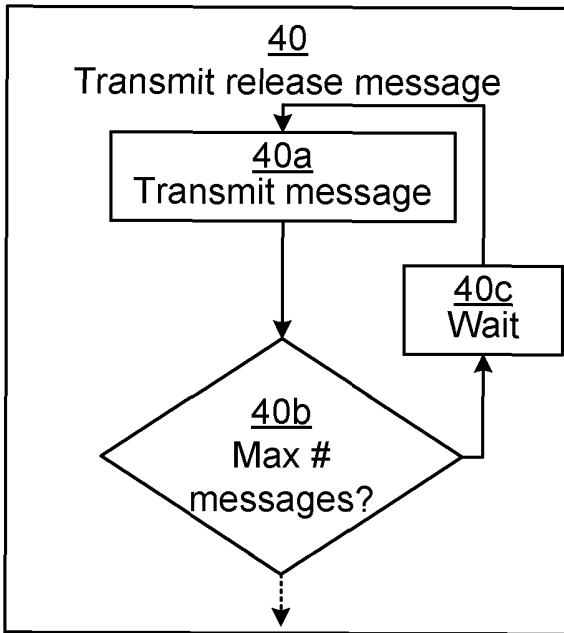 40
Transmit release message
40a
Transmit message
40c
Wait
40b
Max #
messages?